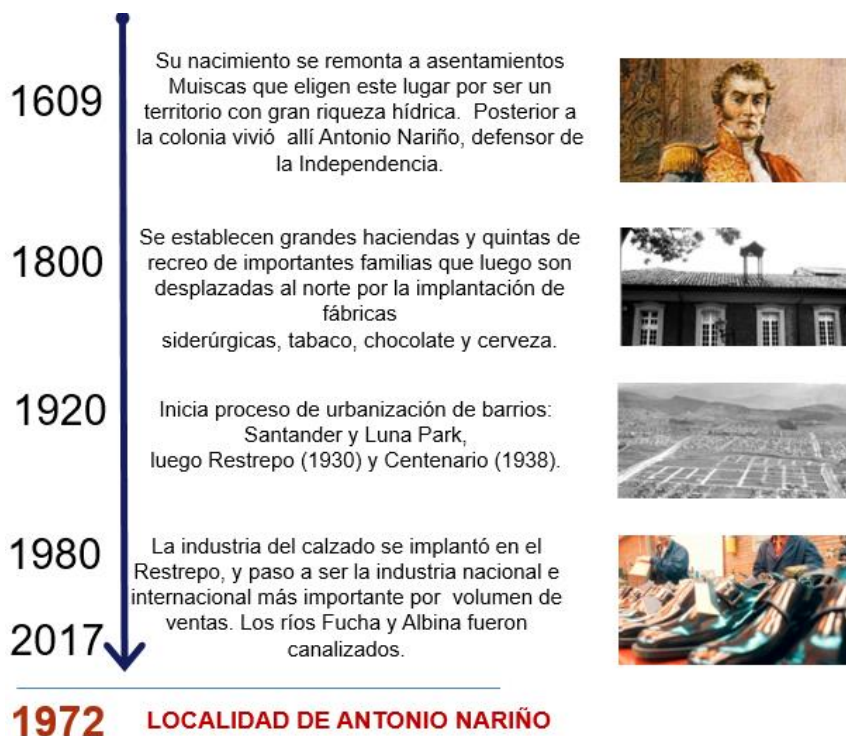 1609
Su nacimiento se remonta a asentamientos
Muiscas que eligen este lugar por ser un
territorio con gran riqueza hídrica. Posterior a
la colonia vivió allí Antonio Nariño, defensor de
la Independencia.
1800
Se establecen grandes haciendas y quintas de
recreo de importantes familias que luego son
desplazadas al norte por la implantación de
fábricas
siderúrgicas, tabaco, chocolate y cerveza.
1920
Inicia proceso de urbanización de barrios:
Santander y Luna Park,
luego Restrepo (1930) y Centenario (1938).
1980
La industria del calzado se implantó en el
Restrepo, y paso a ser la industria nacional e
internacional más importante por volumen de
ventas. Los ríos Fucha y Albina fueron
canalizados.
2017
1972 LOCALIDAD DE ANTONIO NARIÑO